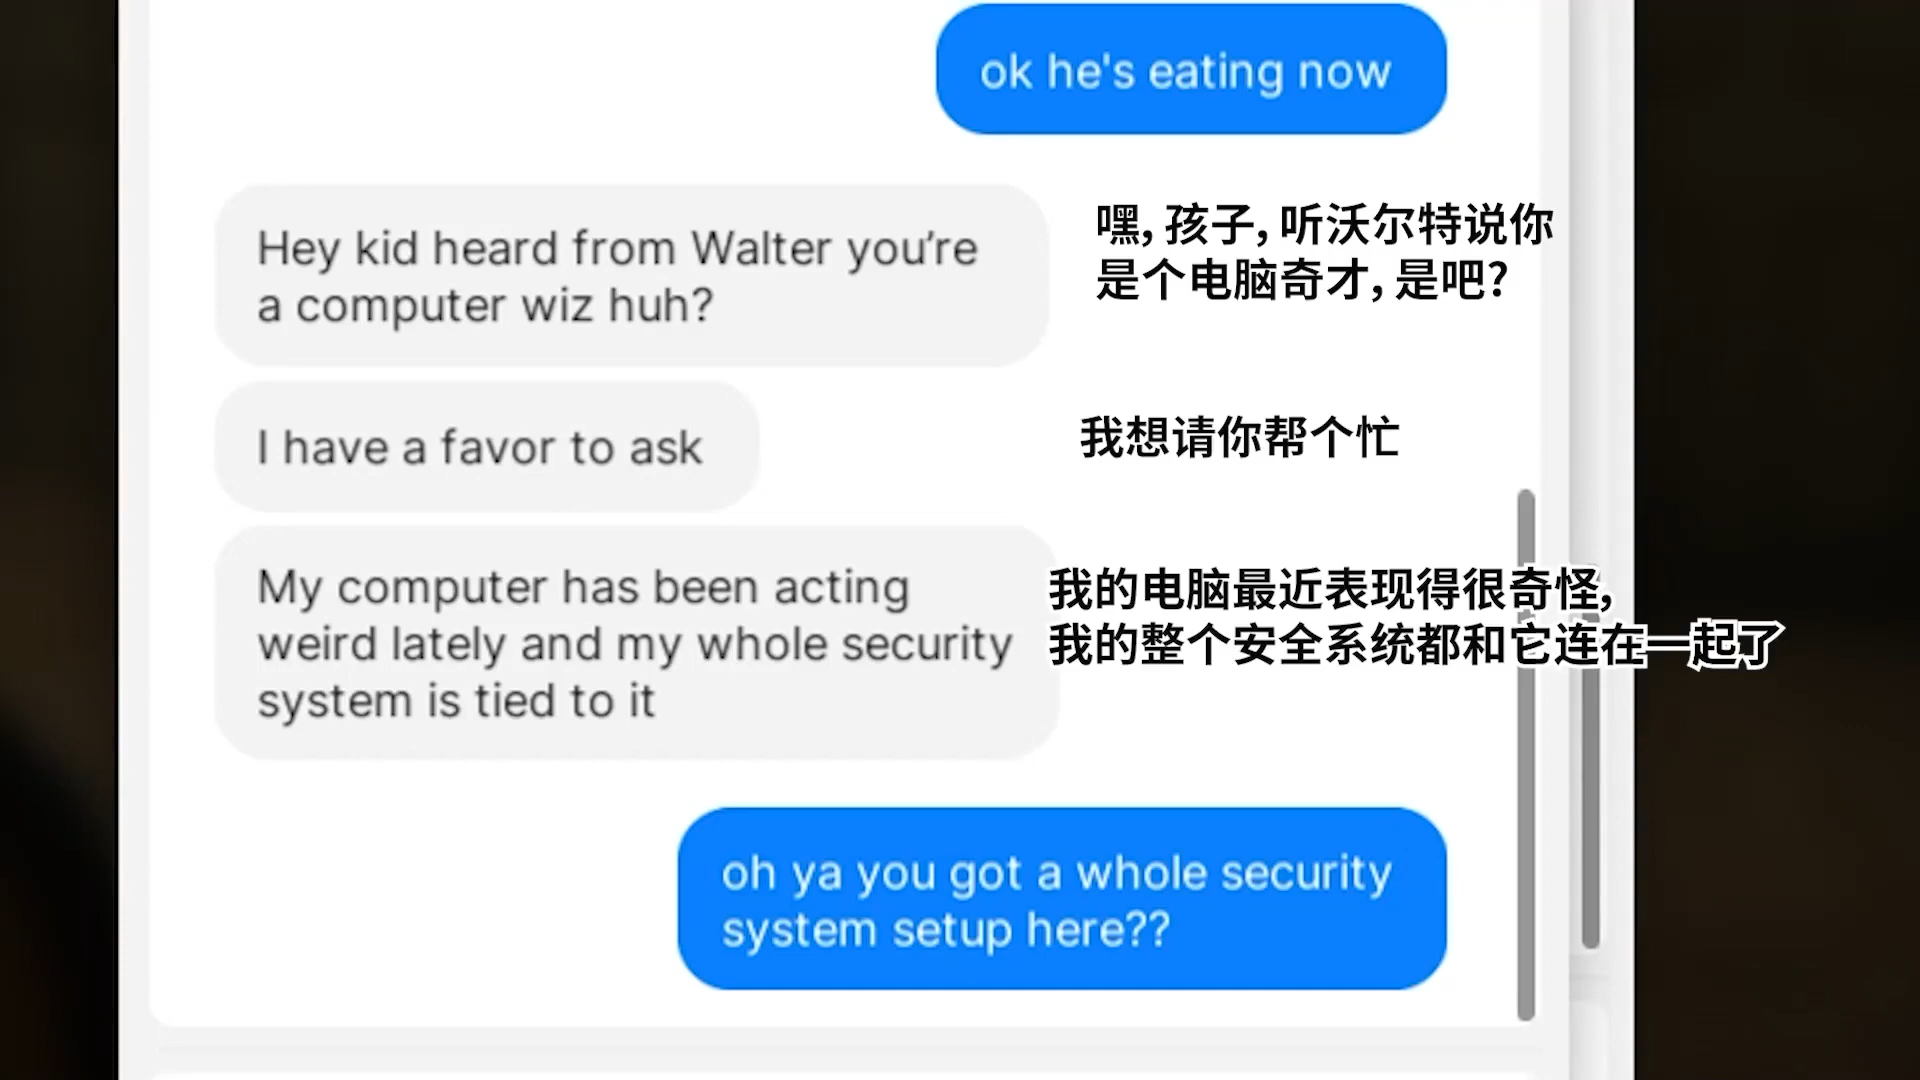 ok he's eating now
Hey kid heard from Walter you’re
a computer wiz huh?
嘿, 孩子, 听沃尔特说你
是个电脑奇才, 是吧?
I have a favor to ask
我想请你帮个忙
My computer has been acting
weird lately and my whole security
system is tied to it
我的电脑最近表现得很奇怪,
我的整个安全系统都和它连在一起了
oh ya you got a whole security
system setup here??